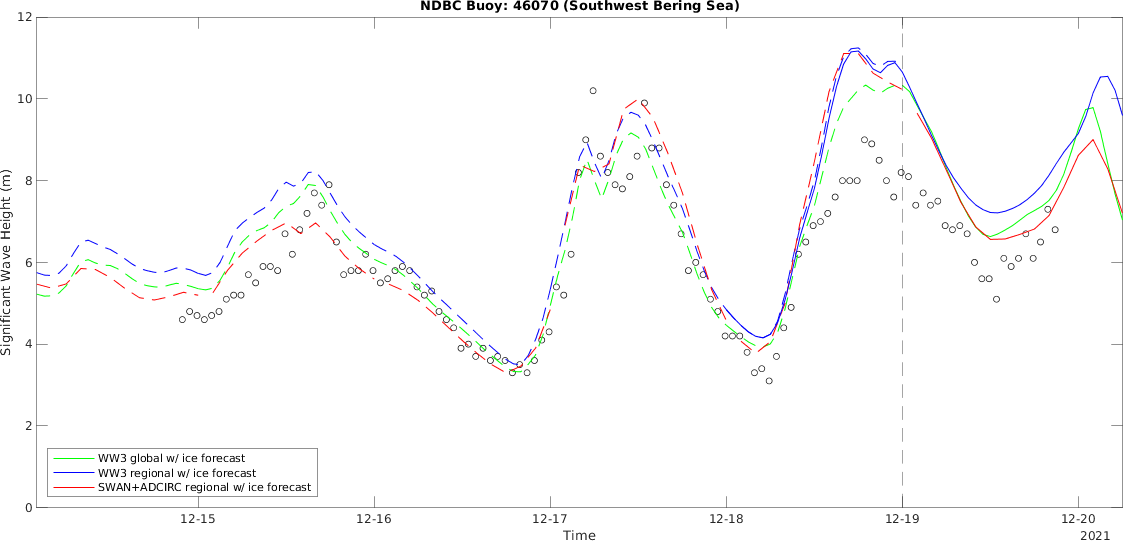 NDBC Buoy: 46070 (Southwest Bering Sea)
12
10
8
6
4
2
0
Significant Wave Height (m)
WW3 global w/ ice forecast
WW3 regional w/ ice forecast
SWAN+ADCIRC regional w/ ice forecast
12-15 12-16 12-17 12-18 12-19 12-20
Time 2021